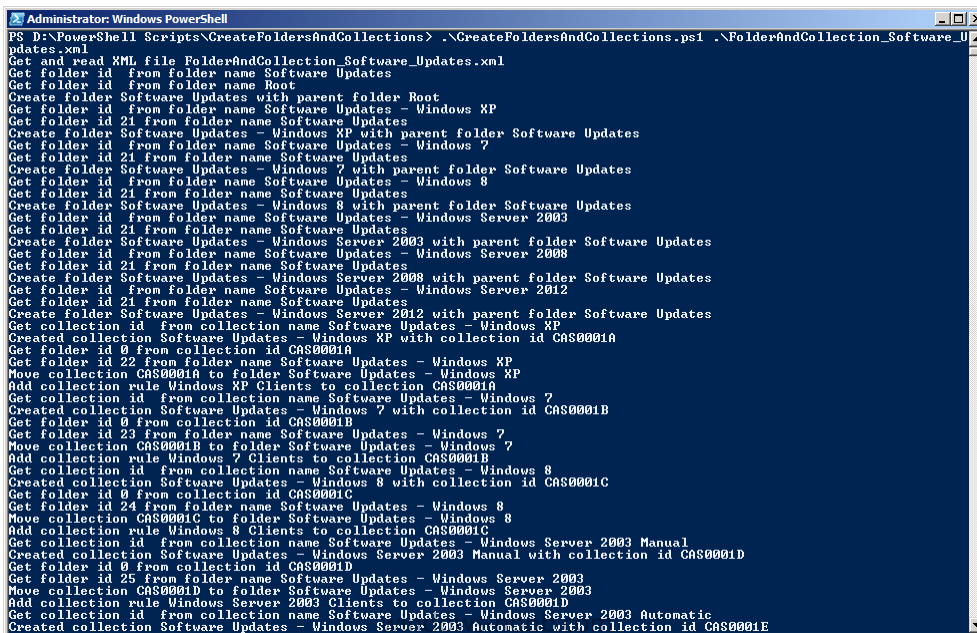 Administrator: Windows PowerShell
PS D:\PowerShell Scripts\CreateFoldersAndCollections> .\CreateFoldersAndCollections.ps1 .\FolderAndCollection_Software_U
pdates.xml
Get and read XML file FolderAndCollection_Software_Updates.xml
Get folder id  from folder name Software Updates
Get folder id  from folder name Root
Create folder Software Updates with parent folder Root
Get folder id  from folder name Software Updates - Windows XP
Get folder id 21 from folder name Software Updates
Create folder Software Updates - Windows XP with parent folder Software Updates
Get folder id  from folder name Software Updates - Windows 7
Get folder id 21 from folder name Software Updates
Create folder Software Updates - Windows 7 with parent folder Software Updates
Get folder id  from folder name Software Updates - Windows 8
Get folder id 21 from folder name Software Updates
Create folder Software Updates - Windows 8 with parent folder Software Updates
Get folder id  from folder name Software Updates - Windows Server 2003
Get folder id 21 from folder name Software Updates
Create folder Software Updates - Windows Server 2003 with parent folder Software Updates
Get folder id  from folder name Software Updates - Windows Server 2008
Get folder id 21 from folder name Software Updates
Create folder Software Updates - Windows Server 2008 with parent folder Software Updates
Get folder id  from folder name Software Updates - Windows Server 2012
Get folder id 21 from folder name Software Updates
Create folder Software Updates - Windows Server 2012 with parent folder Software Updates
Get collection id  from collection name Software Updates - Windows XP
Created collection Software Updates - Windows XP with collection id CAS0001A
Get folder id 0 from collection id CAS0001A
Get folder id 22 from folder name Software Updates - Windows XP
Move collection CAS0001A to folder Software Updates - Windows XP
Add collection rule Windows XP Clients to collection CAS0001A
Get collection id  from collection name Software Updates - Windows 7
Created collection Software Updates - Windows 7 with collection id CAS0001B
Get folder id 0 from collection id CAS0001B
Get folder id 23 from folder name Software Updates - Windows 7
Move collection CAS0001B to folder Software Updates - Windows 7
Add collection rule Windows 7 Clients to collection CAS0001B
Get collection id  from collection name Software Updates - Windows 8
Created collection Software Updates - Windows 8 with collection id CAS0001C
Get folder id 0 from collection id CAS0001C
Get folder id 24 from folder name Software Updates - Windows 8
Move collection CAS0001C to folder Software Updates - Windows 8
Add collection rule Windows 8 Clients to collection CAS0001C
Get collection id  from collection name Software Updates - Windows Server 2003 Manual
Created collection Software Updates - Windows Server 2003 Manual with collection id CAS0001D
Get folder id 0 from collection id CAS0001D
Get folder id 25 from folder name Software Updates - Windows Server 2003
Move collection CAS0001D to folder Software Updates - Windows Server 2003
Add collection rule Windows Server 2003 Clients to collection CAS0001D
Get collection id  from collection name Software Updates - Windows Server 2003 Automatic
Created collection Software Updates - Windows Server 2003 Automatic with collection id CAS0001E